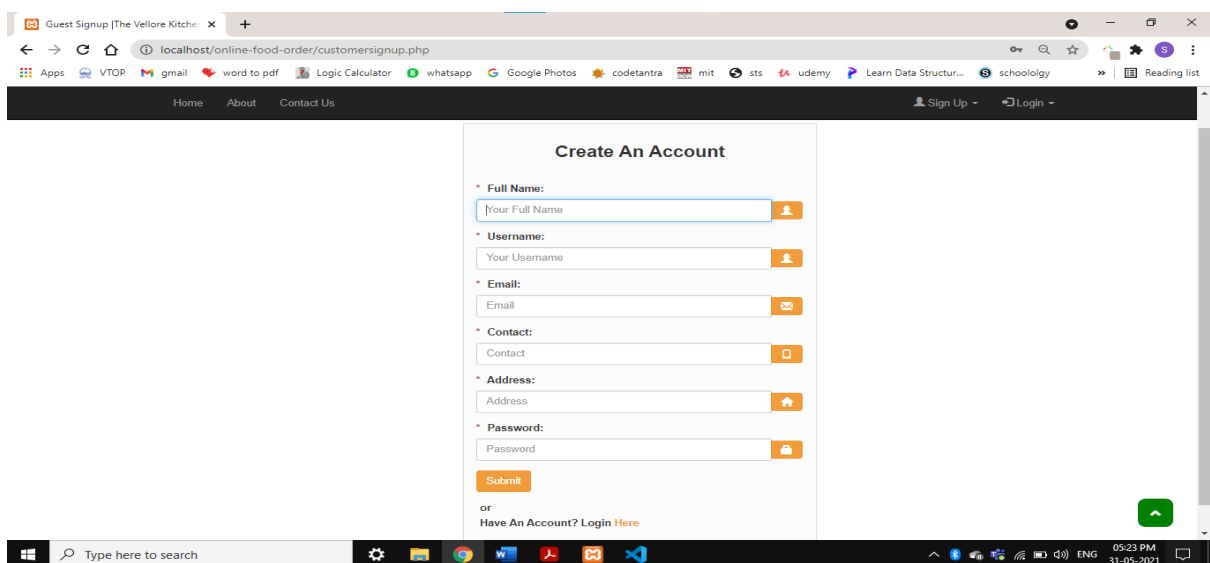 Guest Signup |The Vellore Kitche
localhost/online-food-order/customersignup.php
Apps VTOP gmail word to pdf Logic Calculator whatsapp Google Photos codetantra mit sts udemy Learn Data Structur... schoololgy » Reading list
Home About Contact Us Sign Up Login
Create An Account
* Full Name:
Your Full Name
* Username:
Your Username
* Email:
Email
* Contact:
Contact
* Address:
Address
* Password:
Password
Submit
or
Have An Account? Login Here
Type here to search
ENG
05:23 PM
31-05-2021